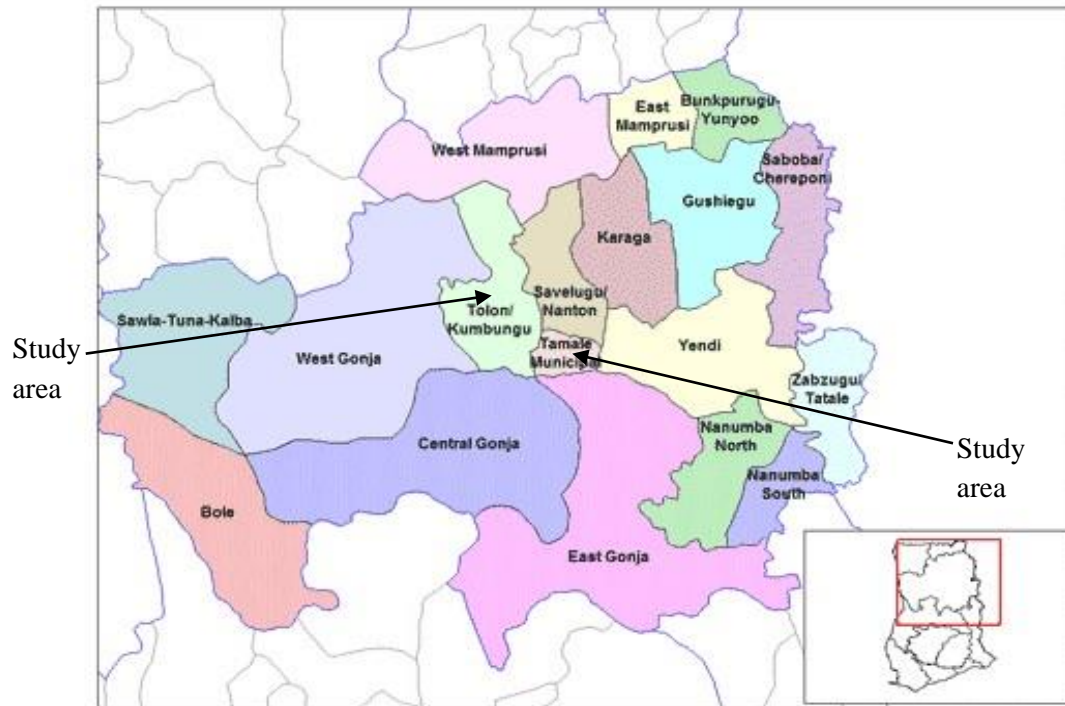 East
Mamprusi
Bunkpurugu-
Yunyoo
West Mamprusi
Saboba/
Chereponi
Gushiegu
Karaga
Savelugu/
Nanton
Tolon/
Kumbungu
Sawla-Tuna-Kalba...
Study
area
West Gonja
Tamale
Municipal
Yendi
Zabzugu/
Tatale
Nanumba
North
Central Gonja
Study
area
Nanumba
South
Bole
East Gonja